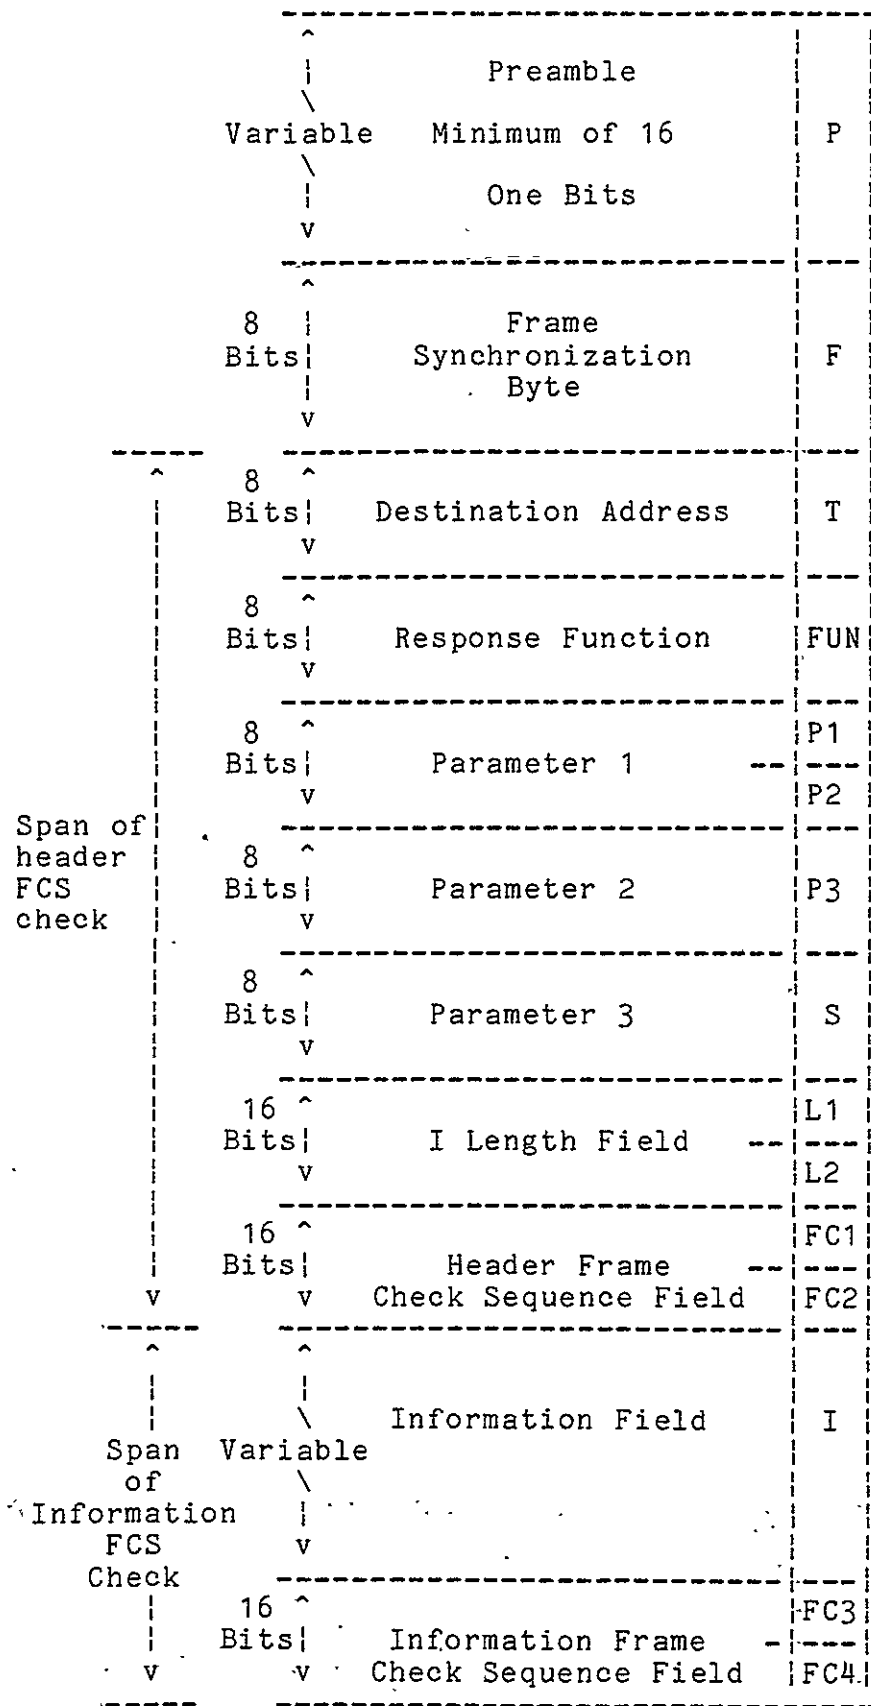 Preamble
Variable Minimum of 16 P
One Bits
8 Frame
Bits Synchronization F
Byte
8
Bits Destination Address T
8
Bits Response Function FUN
8 P1
Bits Parameter 1
P2
Span of
header 8
FCS Bits Parameter 2 P3
check
8
Bits Parameter 3 S
16 L1
Bits I Length Field
L2
16 FC1
Bits Header Frame
Check Sequence Field FC2
Information Field I
Span Variable
of
Information
FCS
Check
16 FC3
Bits Information Frame
Check Sequence Field FC4